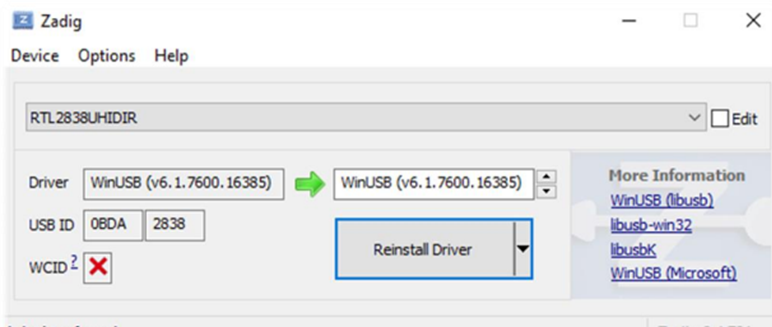 Zadig
Device Options Help
RTL2838UHIDIR
Edit
Driver WinUSB (v6.1.7600.16385) WinUSB (v6.1.7600.16385)
USB ID 0BDA 2838
WCID ?
Reinstall Driver
More Information
WinUSB (libusb)
libusb-win32
libusbK
WinUSB (Microsoft)